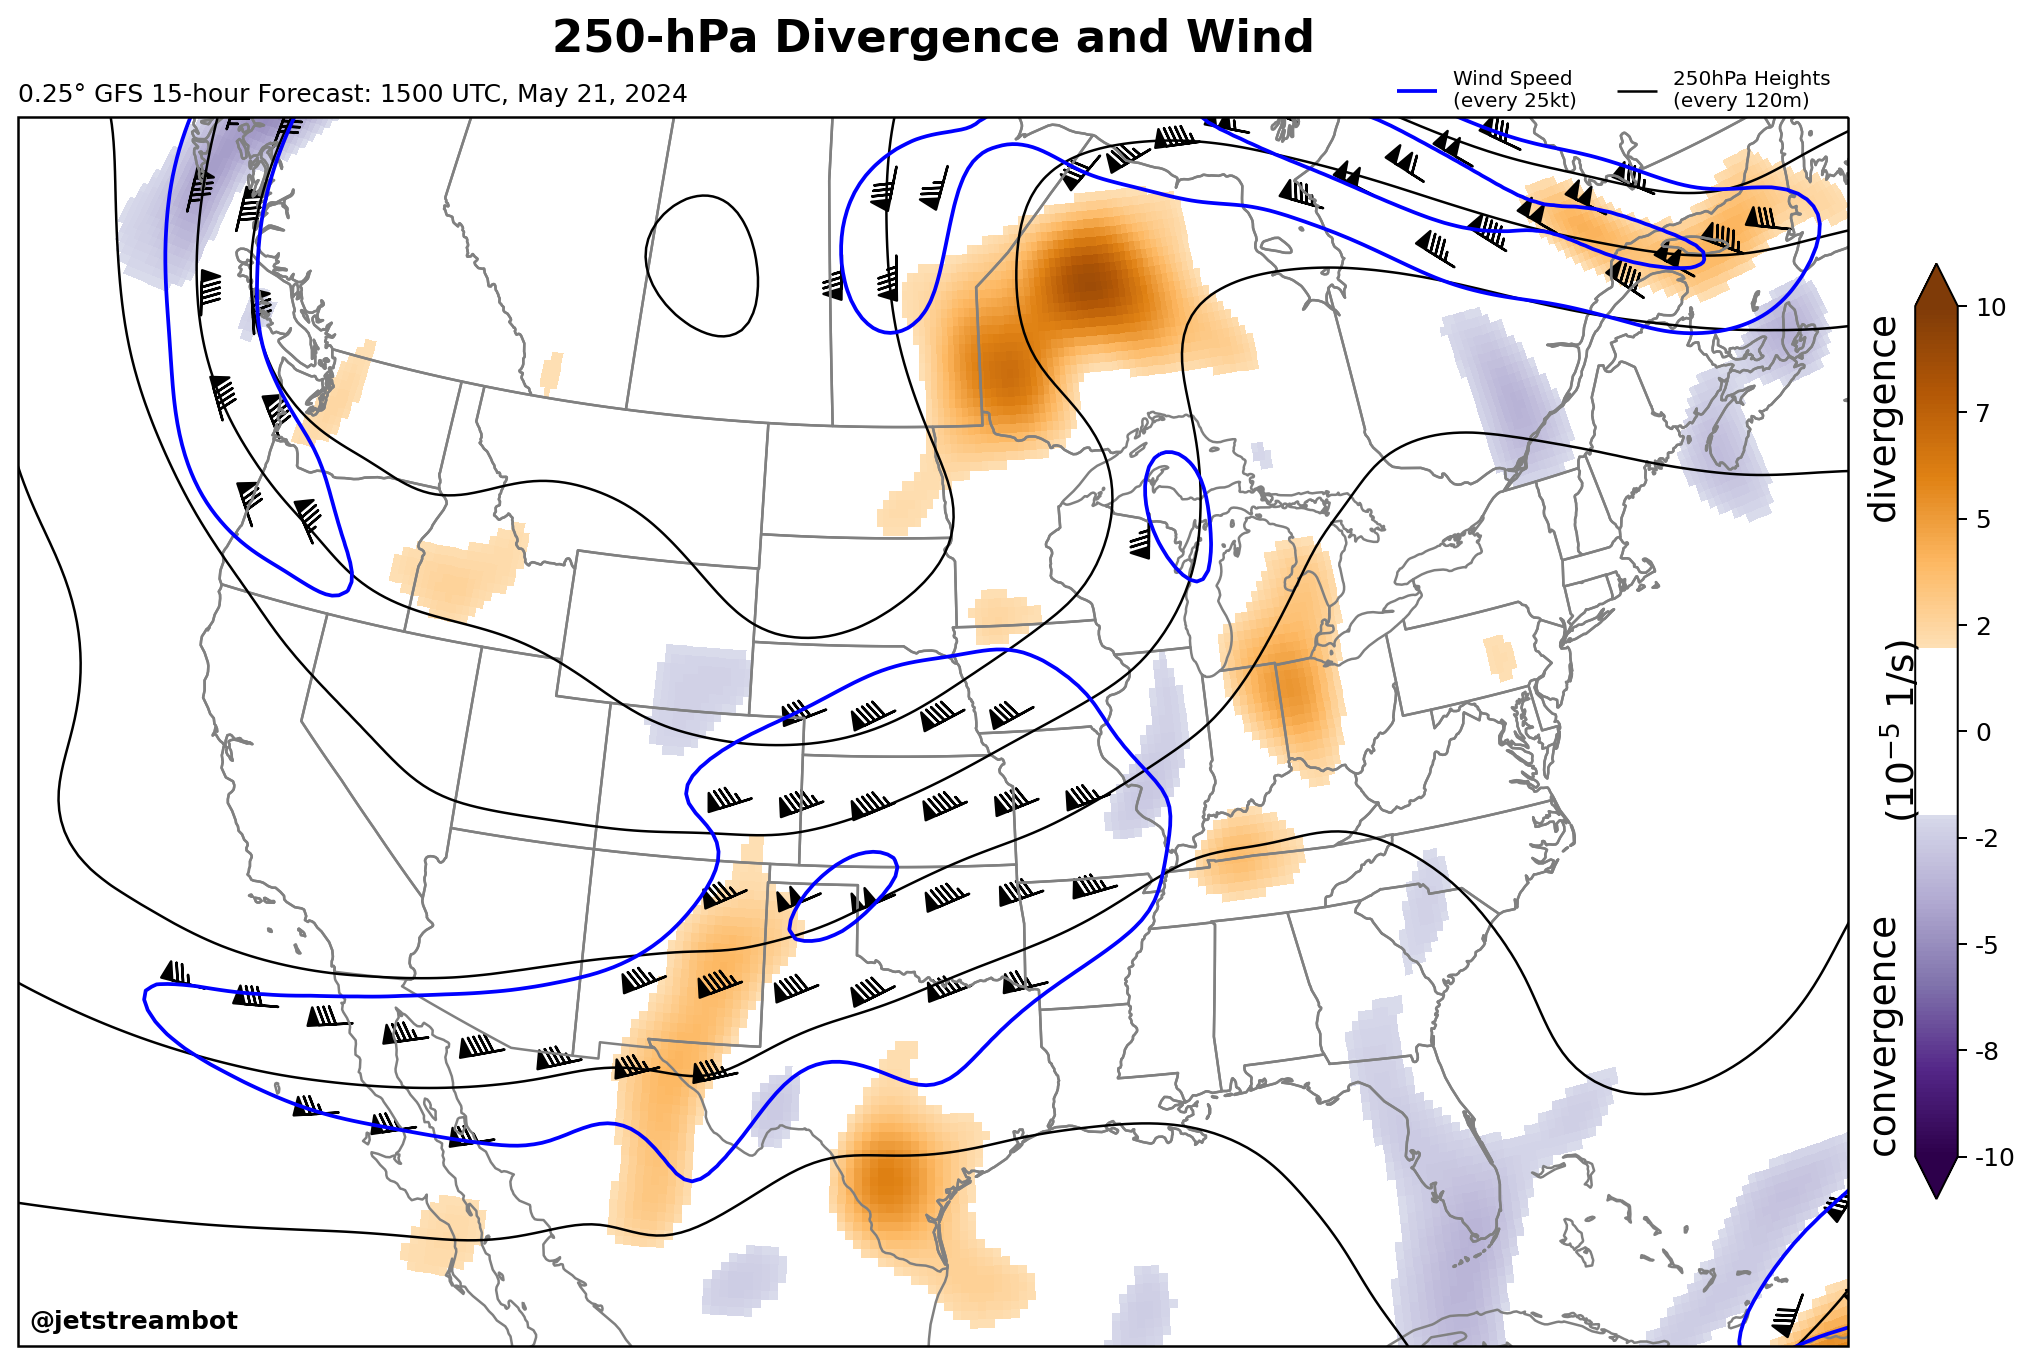 250-hPa Divergence and Wind
0.25° GFS 15-hour Forecast: 1500 UTC, May 21, 2024
Wind Speed
(every 25kt)
250hPa Heights
(every 120m)
divergence
(10⁻⁵ 1/s)
convergence
10
7
5
2
0
-2
-5
-8
-10
@jetstreambot